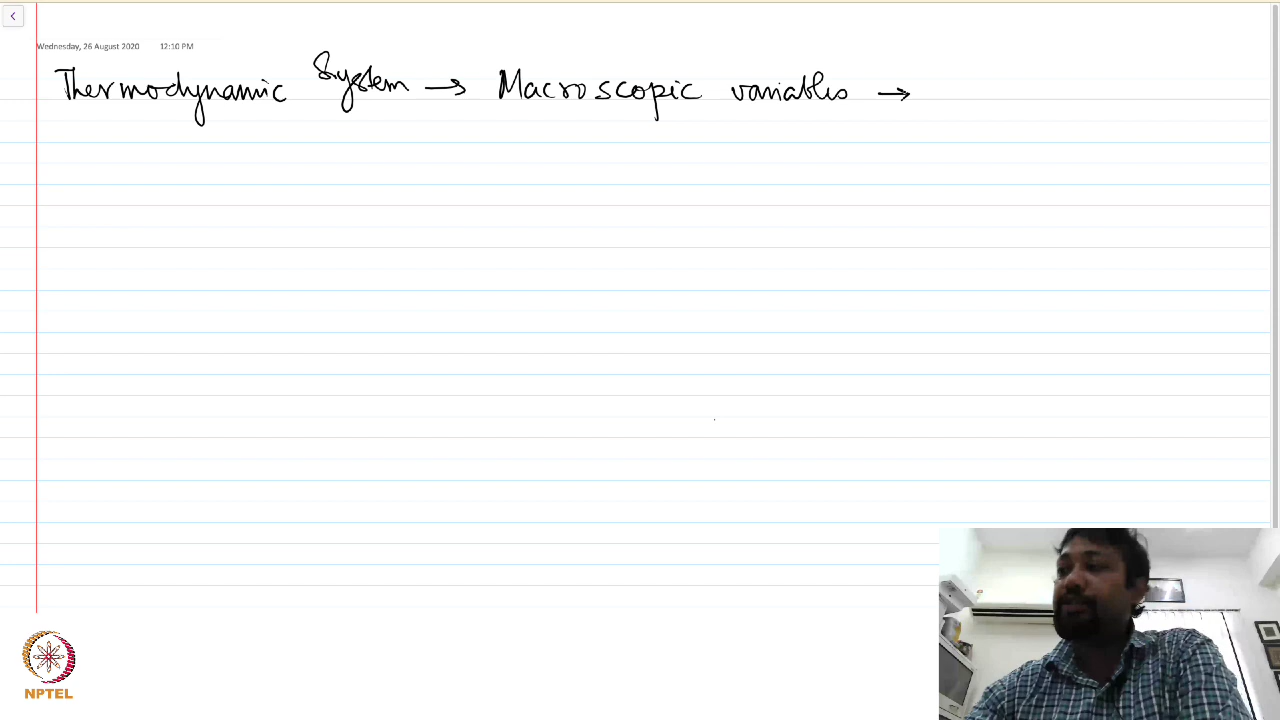 Wednesday, 26 August 2020 12:10 PM
Thermodynamic System → Macroscopic variables →
NPTEL